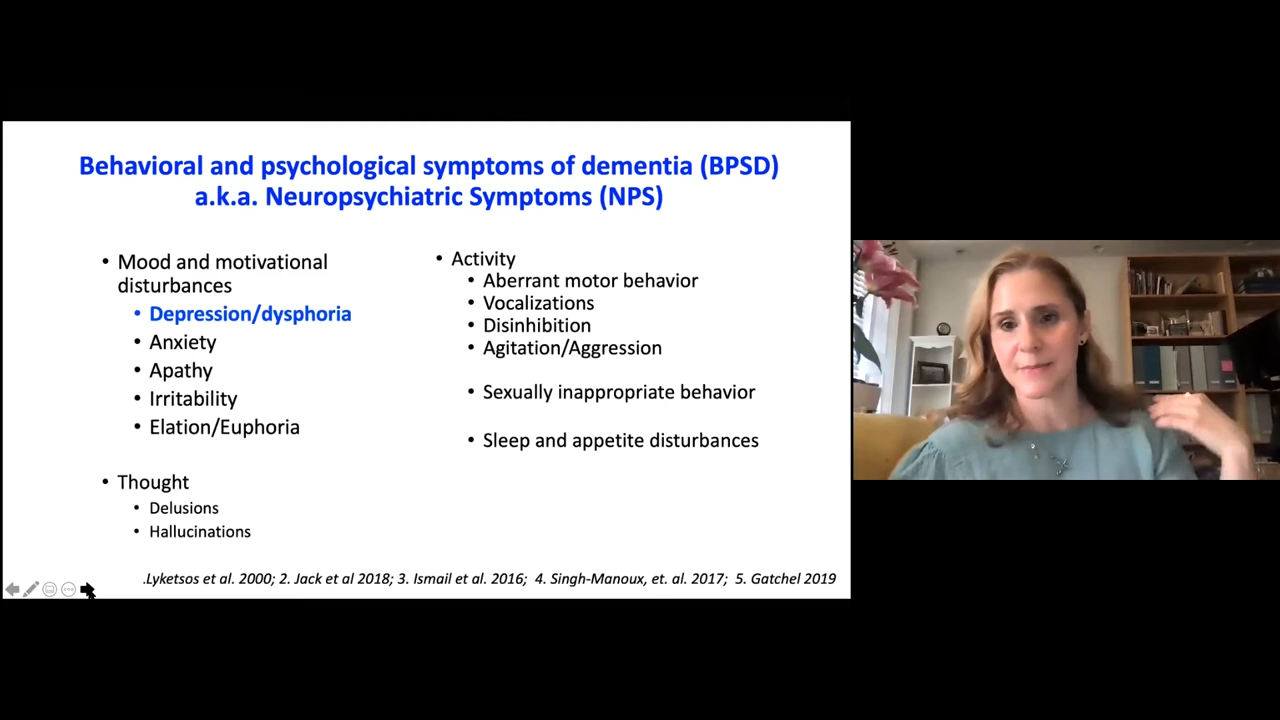 Behavioral and psychological symptoms of dementia (BPSD)
a.k.a. Neuropsychiatric Symptoms (NPS)
• Mood and motivational
disturbances
• Depression/dysphoria
• Anxiety
• Apathy
• Irritability
• Elation/Euphoria
• Thought
• Delusions
• Hallucinations
• Activity
• Aberrant motor behavior
• Vocalizations
• Disinhibition
• Agitation/Aggression
• Sexually inappropriate behavior
• Sleep and appetite disturbances
.Lyketsos et al. 2000; 2. Jack et al 2018; 3. Ismail et al. 2016; 4. Singh-Manoux, et. al. 2017; 5. Gatchel 2019